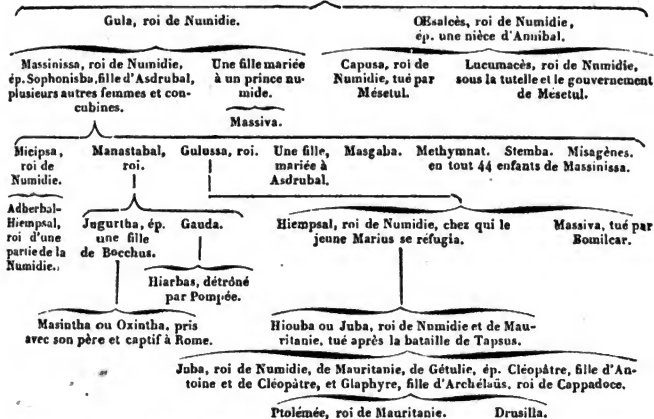 Gula, roi de Numidie.
Œsalcès, roi de Numidie,
ép. une nièce d'Annibal.
Massinissa, roi de Numidie,
ép. Sophonisba, fille d'Asdrubal,
plusieurs autres femmes et con-
cubines.
Une fille mariée
à un prince nu-
mide.
Massiva.
Capusa, roi de
Numidie, tué par
Mésetul.
Lucumacès, roi de Numidie,
sous la tutelle et le gouvernement
de Mésetul.
Micipsa,
roi de
Numidie.
Manastabal,
roi.
Gulussa, roi.
Une fille,
mariée à
Asdrubal.
Masgaba. Methymnat. Stemba. Misagènes.
en tout 44 enfants de Massinissa.
Adherbal-
Hiempsal,
roi d'une
partie de la
Numidie.
Jugurtha, ép.
une fille
de Bocchus.
Gauda.
Hiempsal, roi de Numidie, chez qui le
jeune Marius se réfugia.
Massiva, tué par
Bomilcar.
Hiarbas, détrôné
par Pompée.
Masintha ou Oxintha, pris
avec son père et captif à Rome.
Hiouba ou Juba, roi de Numidie et de Mau-
ritanie, tué après la bataille de Tapsus.
Juba, roi de Numidie, de Mauritanie, de Gétulie, ép. Cléopâtre, fille d'An-
toine et de Cléopâtre, et Glaphyre, fille d'Archélaüs, roi de Cappadoce.
Ptolémée, roi de Mauritanie.
Drusilla.